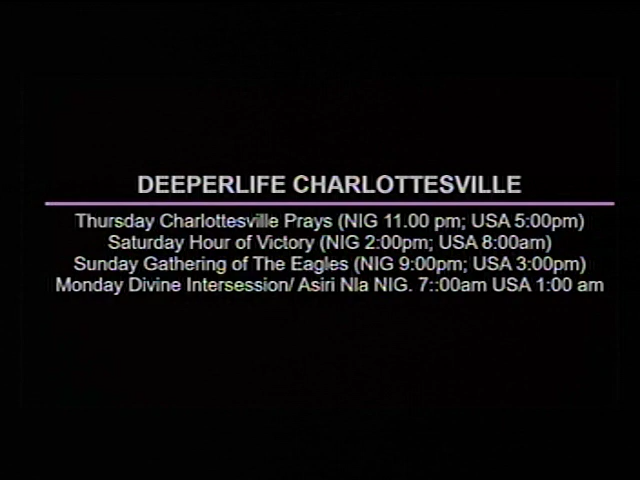 DEEPERLIFE CHARLOTTESVILLE
Thursday Charlottesville Prays (NIG 11.00 pm; USA 5:00pm)
Saturday Hour of Victory (NIG 2:00pm; USA 8:00am)
Sunday Gathering of The Eagles (NIG 9:00pm; USA 3:00pm)
Monday Divine Intersession/ Asiri Nla NIG. 7::00am USA 1:00 am